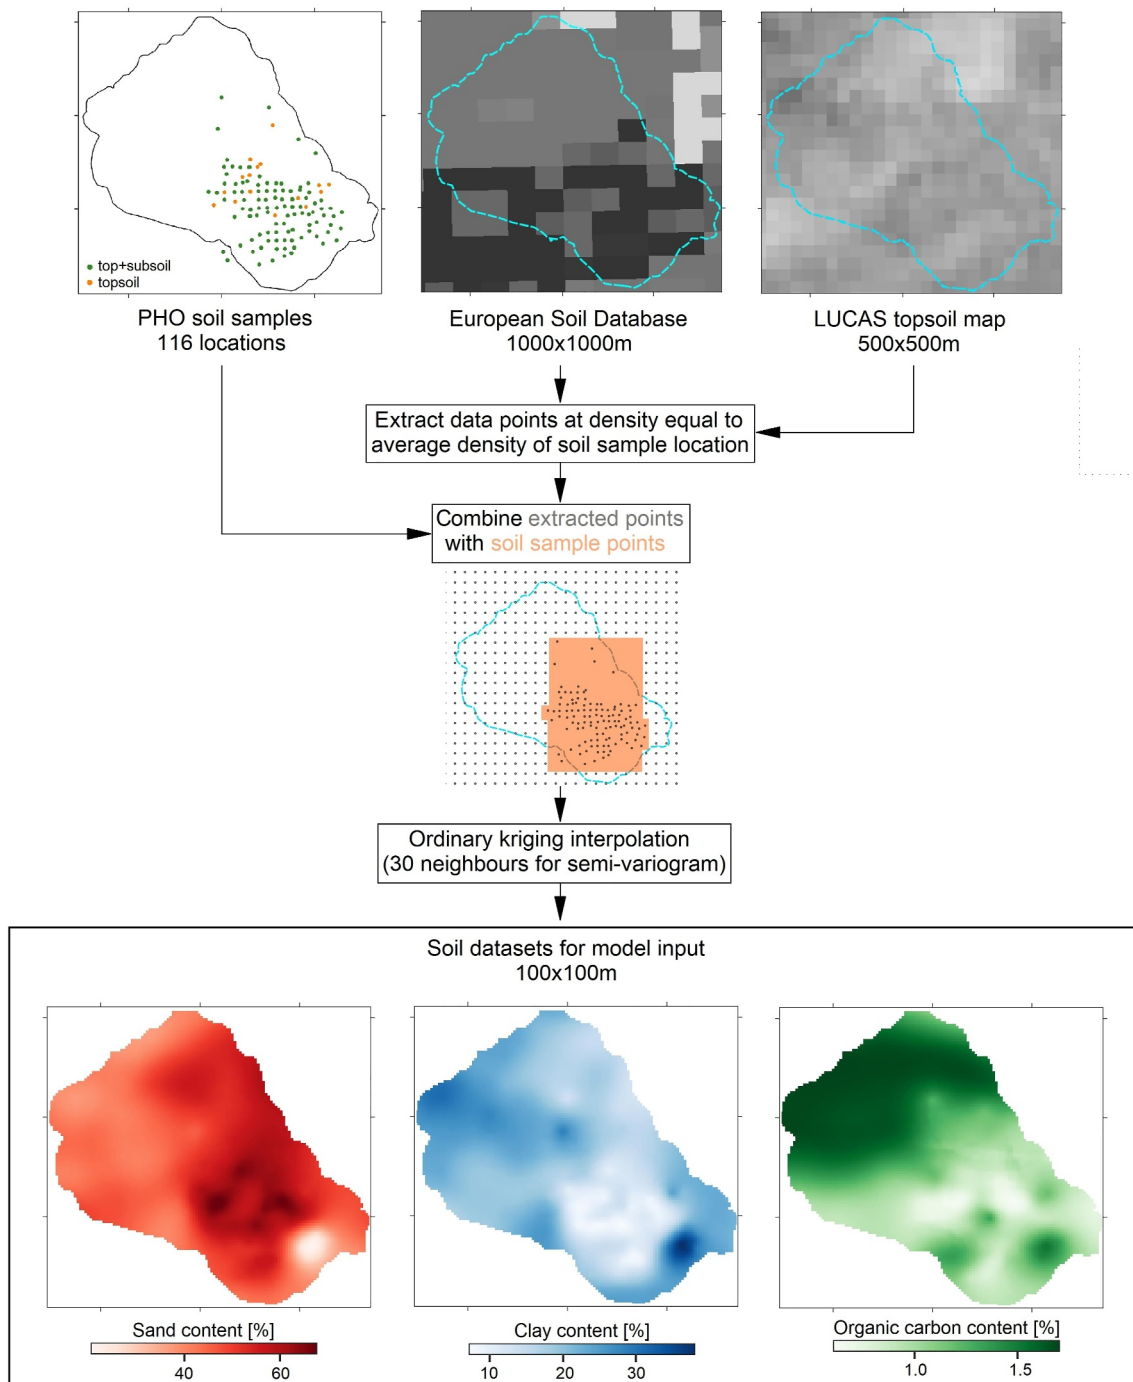 top+subsoil
topsoil
PHO soil samples
116 locations
European Soil Database
1000x1000m
LUCAS topsoil map
500x500m
Extract data points at density equal to
average density of soil sample location
Combine extracted points
with soil sample points
Ordinary kriging interpolation
(30 neighbours for semi-variogram)
Soil datasets for model input
100x100m
Sand content [%]
40 60
Clay content [%]
10 20 30
Organic carbon content [%]
1.0 1.5